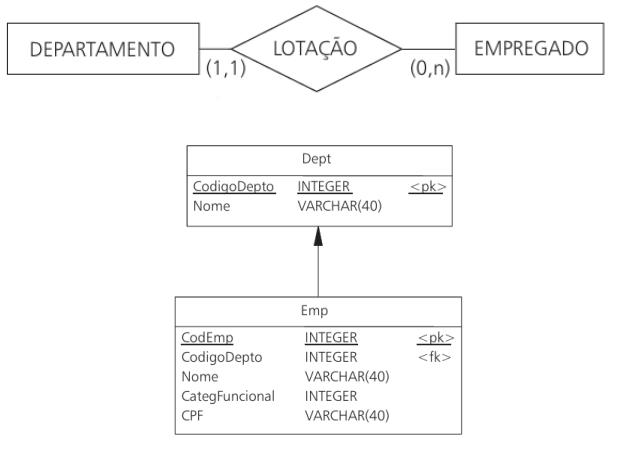 DEPARTAMENTO LOTAÇÃO EMPREGADO
(1,1) (0,n)
Dept
CodigoDepto INTEGER <pk>
Nome VARCHAR(40)
Emp
CodEmp INTEGER <pk>
CodigoDepto INTEGER <fk>
Nome VARCHAR(40)
CategFuncional INTEGER
CPF VARCHAR(40)